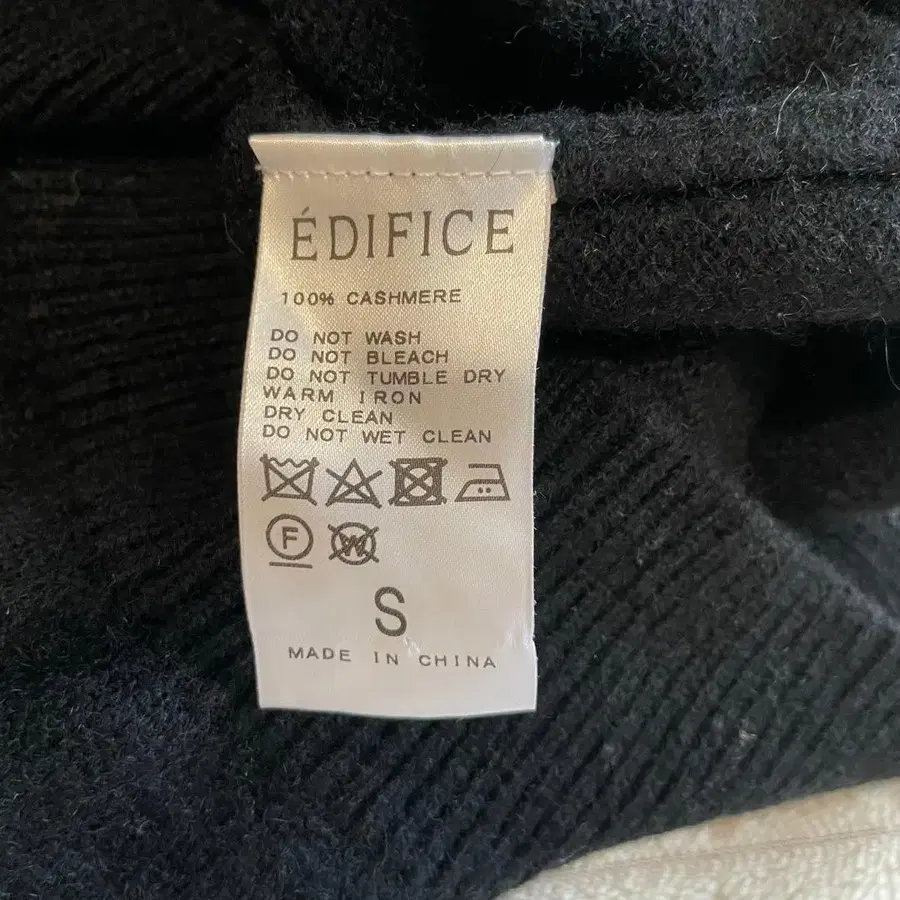 ÉDIFICE
100% CASHMERE
DO NOT WASH
DO NOT BLEACH
DO NOT TUMBLE DRY
WARM IRON
DRY CLEAN
DO NOT WET CLEAN
F W
S
MADE IN CHINA